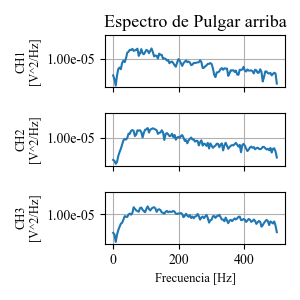 Espectro de Pulgar arriba
CH1
[V^2/Hz]
1.00e-05
CH2
[V^2/Hz]
1.00e-05
CH3
[V^2/Hz]
1.00e-05
0 200 400
Frecuencia [Hz]